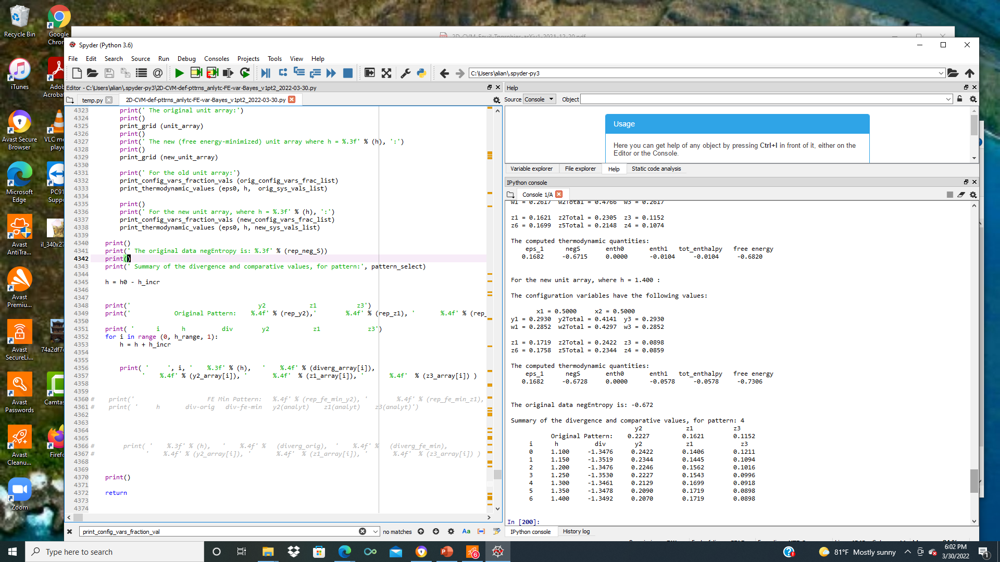 Recycle Bin
Google Chrom
iTunes
Adob Acrobat
Avast Secure Browser
VLC me playe
Microsoft Edge
PC91 Suppo
Avast AntiTra...
il_340x27
Avast Premiu...
Avast SecureLi...
74a2df7c
Avast Passwords
Camtas
Avast Cleanu...
Firefo
Zoom
2D-CVM-Equil-Tpgrphies-arXiv1-2021-12-20.pdf
Spyder (Python 3.6)
File Edit Search Source Run Debug Consoles Projects Tools View Help
C:\Users\alian\.spyder-py3
Editor - C:\Users\alian\.spyder-py3\2D-CVM-def-pttrns_anlytc-FE-var-Bayes_v1pt2_2022-03-30.py
temp.py 2D-CVM-def-pttrns_anlytc-FE-var-Bayes_v1pt2_2022-03-30.py
4323 print(' The original unit array:')
4324 print()
4325 print_grid (unit_array)
4326 print()
4327 print(' The new (free energy-minimized) unit array where h = %.3f' % (h), ':')
4328 print()
4329 print_grid (new_unit_array)
4330
4331 print(' For the old unit array:')
4332 print_config_vars_fraction_vals (orig_config_vars_frac_list)
4333 print_thermodynamic_values (eps0, h,  orig_sys_vals_list)
4334
4335 print()
4336 print(' For the new unit array, where h = %.3f' % (h), ':')
4337 print_config_vars_fraction_vals (new_config_vars_frac_list)
4338 print_thermodynamic_values (eps0, h, new_sys_vals_list)
4339
4340 print()
4341 print(' The original data negEntropy is: %.3f' % (rep_neg_S))
4342 print()
4343 print(' Summary of the divergence and comparative values, for pattern:', pattern_select)
4344
4345 h = h0 - h_incr
4346
4347
4348 print(' y2 z1 z3')
4349 print(' Original Pattern: %.4f' % (rep_y2),' %.4f' % (rep_z1), ' %.4f' % (rep_
4350
4351 print( ' i h div y2 z1 z3')
4352 for i in range (0, h_range, 1):
4353 h = h + h_incr
4354
4355
4356 print( ' ', i, ' %.3f' % (h), ' %.4f' % (diverg_array[i]),
4357 ' %.4f' % (y2_array[i]), ' %.4f' % (z1_array[i]), ' %.4f' % (z3_array[i]) )
4358
4359
4360 # print(' FE Min Pattern: %.4f' % (rep_fe_min_y2), ' %.4f' % (rep_fe_min_z1),
4361 # print( ' h div-orig div-fe-min y2(analyt) z1(analyt) z3(analyt)')
4362
4363
4364
4365
4366 # print( ' %.3f' % (h), ' %.4f' % (diverg_orig), ' %.4f' % (diverg_fe_min),
4367 # ' %.4f' % (y2_array[i]), ' %.4f' % (z1_array[i]), ' %.4f' % (z3_array[i]) )
4368
4369
4370 print()
4371
4372 return
4373
4374
print_config_vars_fraction_val
no matches
Aa
Help
Source Console Object
Usage
Here you can get help of any object by pressing Ctrl+I in front of it, either on the
Editor or the Console.
Variable explorer File explorer Help Static code analysis
IPython console
Console 1/A
w1 = 0.2617 w2Total = 0.4766 w3 = 0.2617
z1 = 0.1621 z2Total = 0.2305 z3 = 0.1152
z6 = 0.1699 z5Total = 0.2148 z4 = 0.1074
The computed thermodynamic quantities:
eps_1 negS enth0 enth1 tot_enthalpy free energy
0.1682 -0.6715 0.0000 -0.0104 -0.0104 -0.6820
For the new unit array, where h = 1.400 :
The configuration variables have the following values:
x1 = 0.5000 x2 = 0.5000
y1 = 0.2930 y2Total = 0.4141 y3 = 0.2930
w1 = 0.2852 w2Total = 0.4297 w3 = 0.2852
z1 = 0.1719 z2Total = 0.2422 z3 = 0.0898
z6 = 0.1758 z5Total = 0.2344 z4 = 0.0859
The computed thermodynamic quantities:
eps_1 negS enth0 enth1 tot_enthalpy free energy
0.1682 -0.6728 0.0000 -0.0578 -0.0578 -0.7306
The original data negEntropy is: -0.672
Summary of the divergence and comparative values, for pattern: 4
y2 z1 z3
Original Pattern: 0.2227 0.1621 0.1152
i h div y2 z1 z3
0 1.100 -1.3476 0.2422 0.1406 0.1211
1 1.150 -1.3519 0.2344 0.1445 0.1094
2 1.200 -1.3476 0.2246 0.1562 0.1016
3 1.250 -1.3530 0.2227 0.1543 0.0996
4 1.300 -1.3461 0.2129 0.1699 0.0918
5 1.350 -1.3478 0.2090 0.1719 0.0898
6 1.400 -1.3492 0.2070 0.1719 0.0898
In [200]:
IPython console History log
Type here to search
6
81°F Mostly sunny
6:02 PM
3/30/2022
1